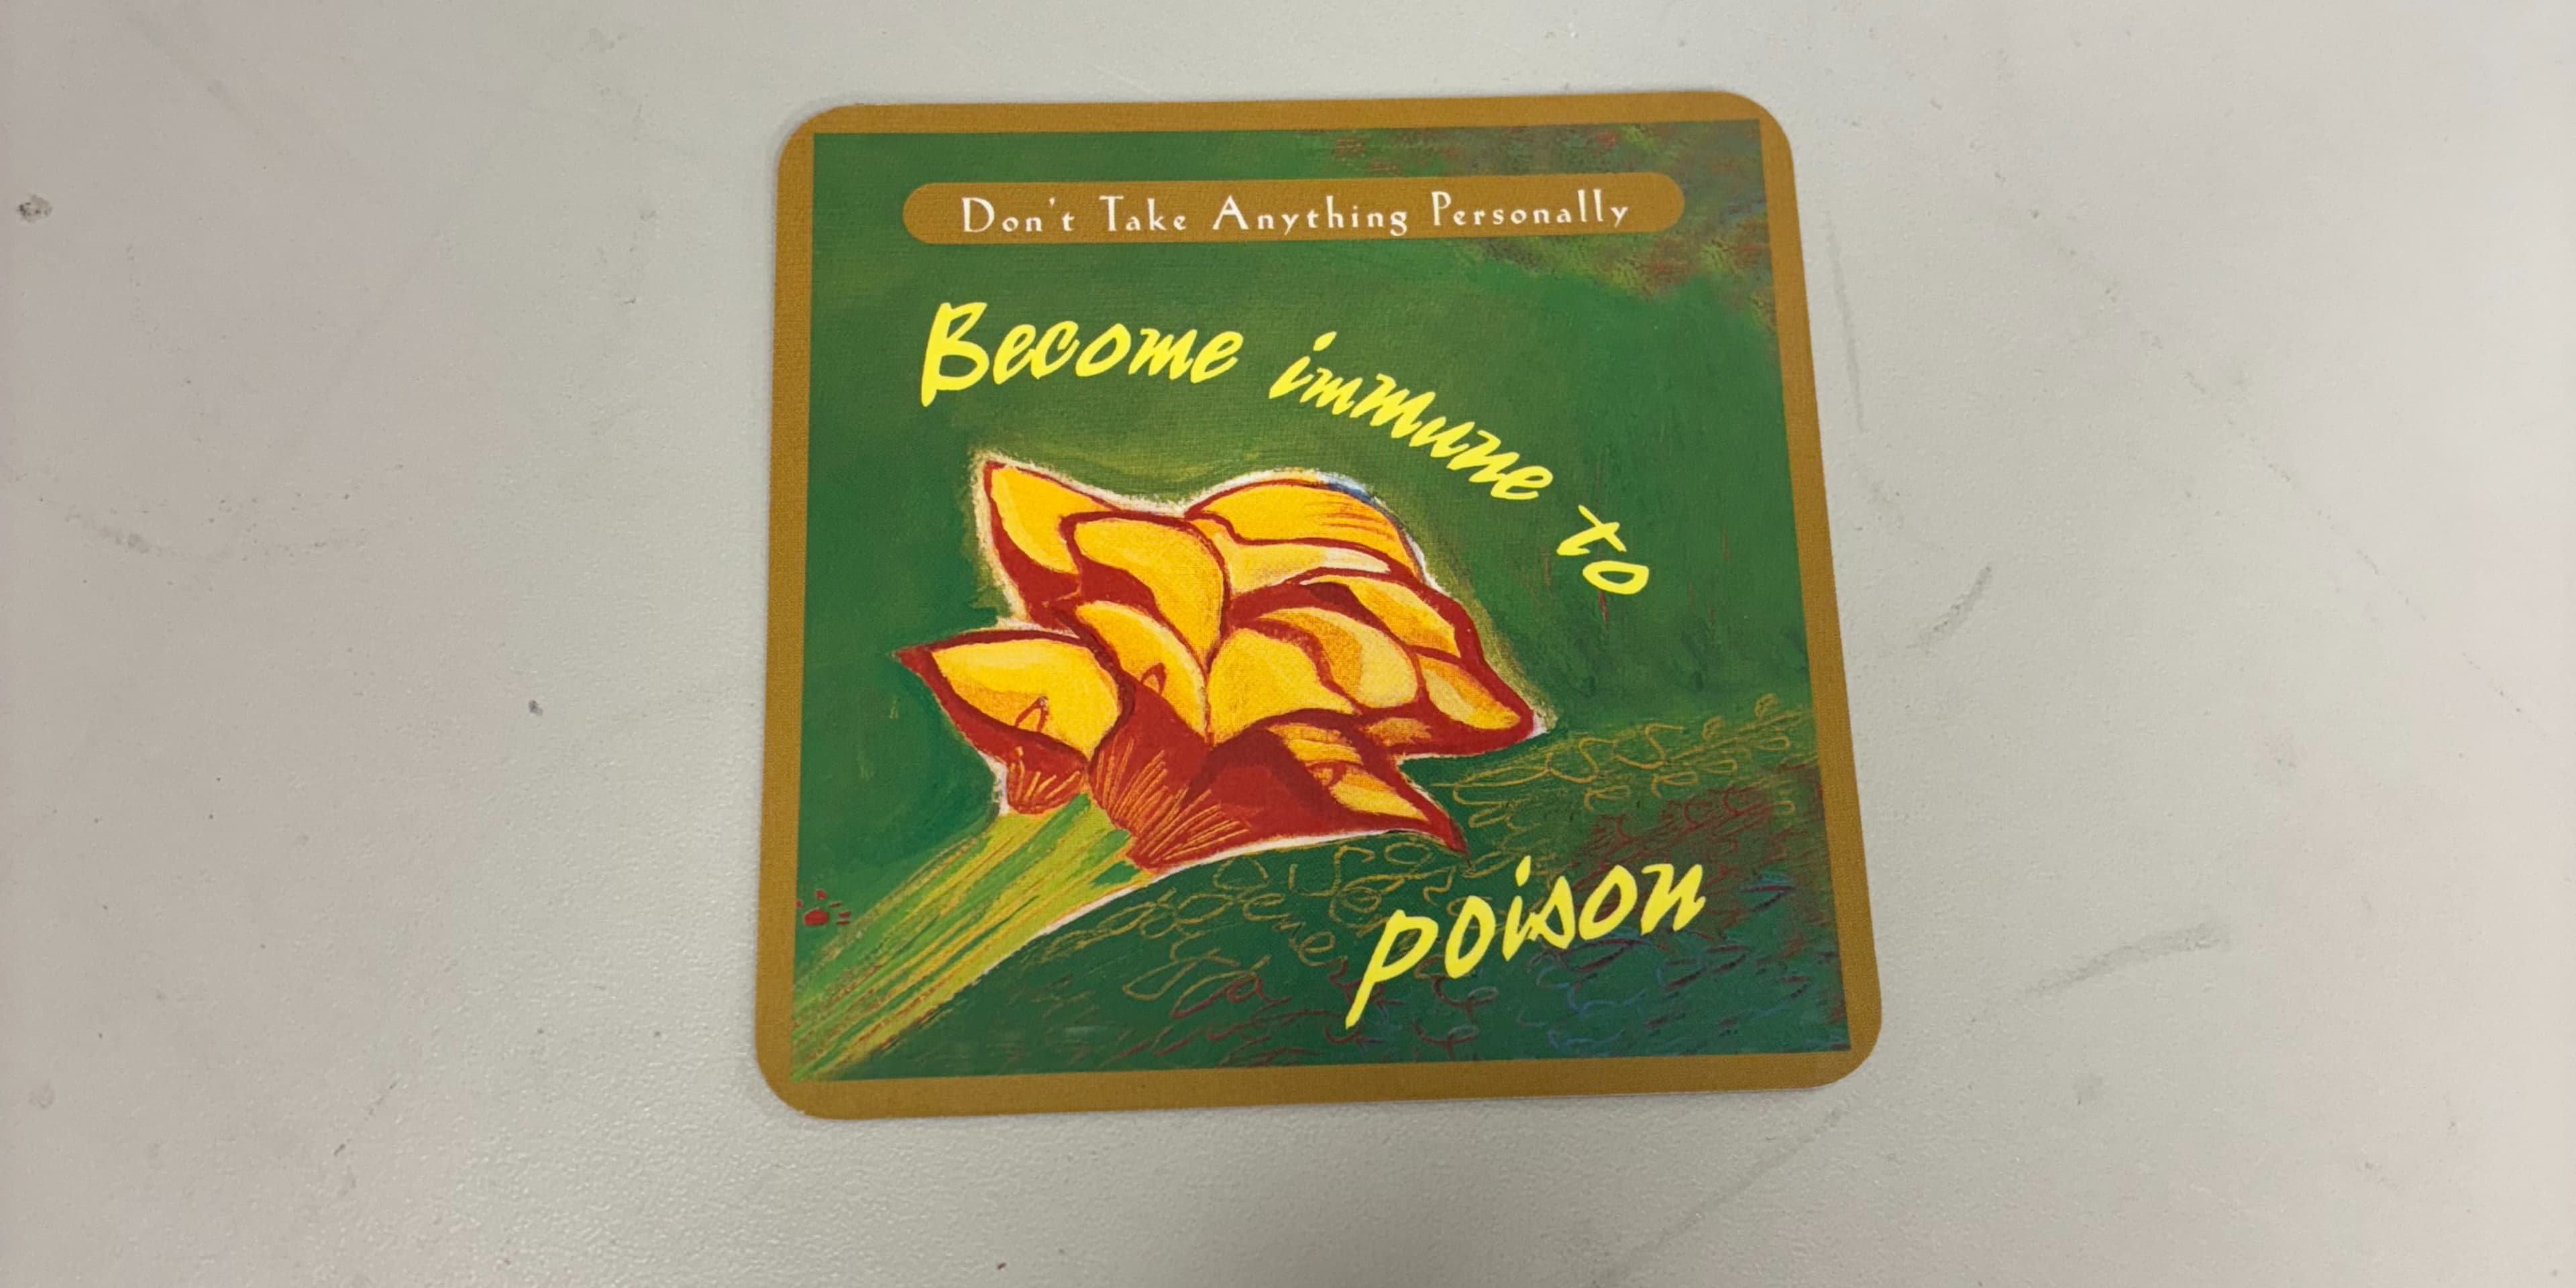 Don't Take Anything Personally
Become immune to
poison